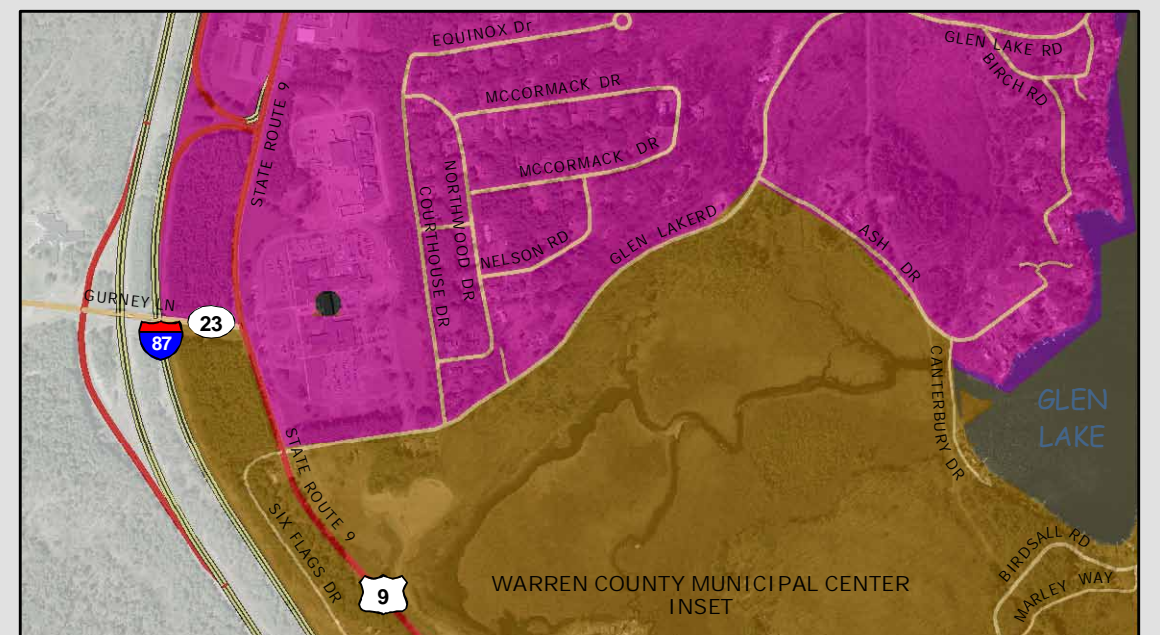 EQUINOX Dr.
GLEN LAKE RD
BIRCH RD
MCCORMACK DR
STATE ROUTE 9
MCCORMACK DR
NORTHWOOD DR
COURTHOUSE DR
NELSON RD
GLEN LAKERD
ASH DR
GURNEY LN
23
87
CANTERBURY DR
GLEN
LAKE
STATE ROUTE 9
SIX FLAGS DR
9
BIRDSALL RD
MARLEY WAY
WARREN COUNTY MUNICIPAL CENTER
INSET